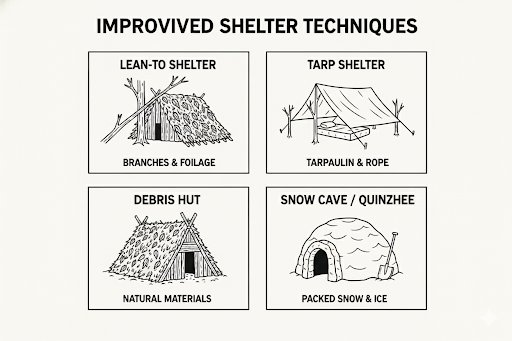 IMPROVIVED SHELTER TECHNIQUES
LEAN-TO SHELTER
BRANCHES & FOILAGE
TARP SHELTER
TARPAULIN & ROPE
DEBRIS HUT
NATURAL MATERIALS
SNOW CAVE / QUINZHEE
PACKED SNOW & ICE